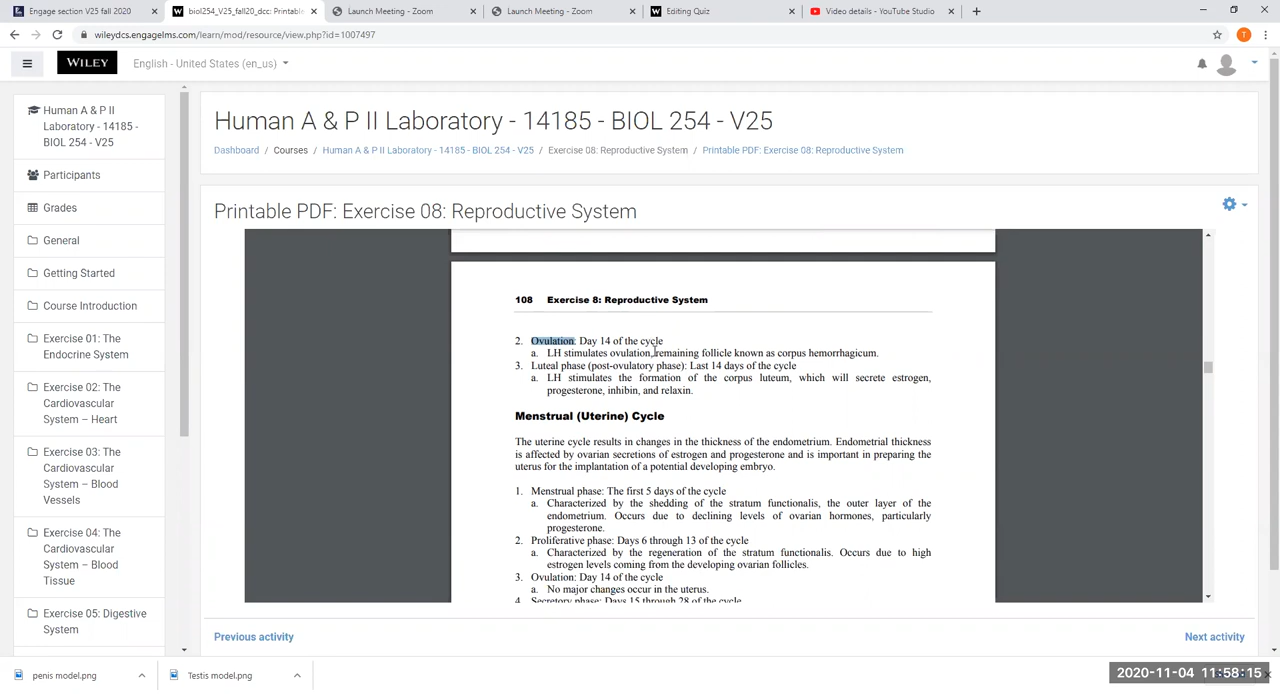 Engage section V25 fall 2020
biol254_V25_fall20_dcc: Printable
Launch Meeting - Zoom
Launch Meeting - Zoom
Editing Quiz
Video details - YouTube Studio
wileydcs.engagelms.com/learn/mod/resource/view.php?id=1007497
T
WILEY
English - United States (en_us)
Human A & P II
Laboratory - 14185 -
BIOL 254 - V25
Participants
Grades
General
Getting Started
Course Introduction
Exercise 01: The
Endocrine System
Exercise 02: The
Cardiovascular
System – Heart
Exercise 03: The
Cardiovascular
System – Blood
Vessels
Exercise 04: The
Cardiovascular
System – Blood
Tissue
Exercise 05: Digestive
System
Human A & P II Laboratory - 14185 - BIOL 254 - V25
Dashboard / Courses / Human A & P II Laboratory - 14185 - BIOL 254 - V25 / Exercise 08: Reproductive System / Printable PDF: Exercise 08: Reproductive System
Printable PDF: Exercise 08: Reproductive System
108 Exercise 8: Reproductive System
2. Ovulation: Day 14 of the cycle
a. LH stimulates ovulation, remaining follicle known as corpus hemorrhagicum.
3. Luteal phase (post-ovulatory phase): Last 14 days of the cycle
a. LH stimulates the formation of the corpus luteum, which will secrete estrogen,
progesterone, inhibin, and relaxin.
Menstrual (Uterine) Cycle
The uterine cycle results in changes in the thickness of the endometrium. Endometrial thickness
is affected by ovarian secretions of estrogen and progesterone and is important in preparing the
uterus for the implantation of a potential developing embryo.
1. Menstrual phase: The first 5 days of the cycle
a. Characterized by the shedding of the stratum functionalis, the outer layer of the
endometrium. Occurs due to declining levels of ovarian hormones, particularly
progesterone.
2. Proliferative phase: Days 6 through 13 of the cycle
a. Characterized by the regeneration of the stratum functionalis. Occurs due to high
estrogen levels coming from the developing ovarian follicles.
3. Ovulation: Day 14 of the cycle
a. No major changes occur in the uterus.
4. Secretory phase: Days 15 through 28 of the cycle
Previous activity
Next activity
penis model.png
Testis model.png
2020-11-04 11:58:15